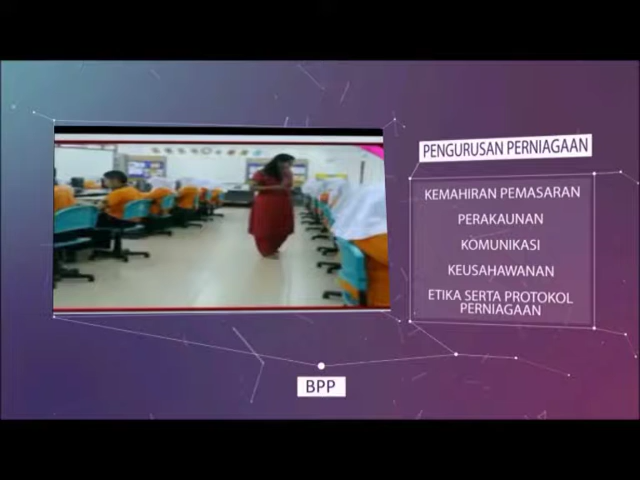 PENGURUSAN PERNIAGAAN
KEMAHIRAN PEMASARAN
PERAKAUNAN
KOMUNIKASI
KEUSAHAWANAN
ETIKA SERTA PROTOKOL
PERNIAGAAN
BPP